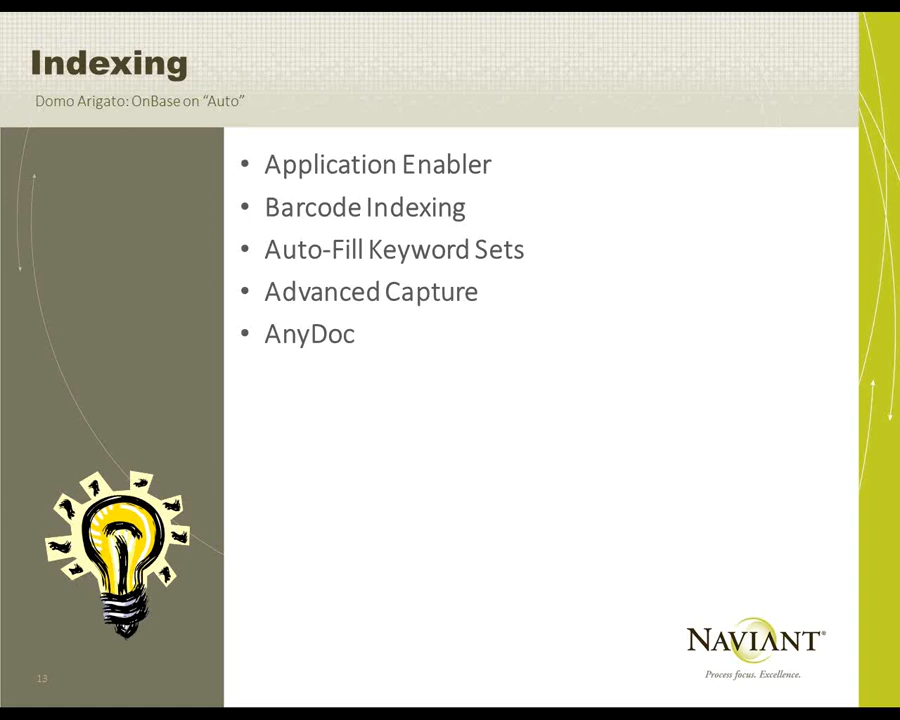 Indexing
Domo Arigato: OnBase on “Auto”
• Application Enabler
• Barcode Indexing
• Auto-Fill Keyword Sets
• Advanced Capture
• AnyDoc
NAVIANT®
Process focus. Excellence.
13